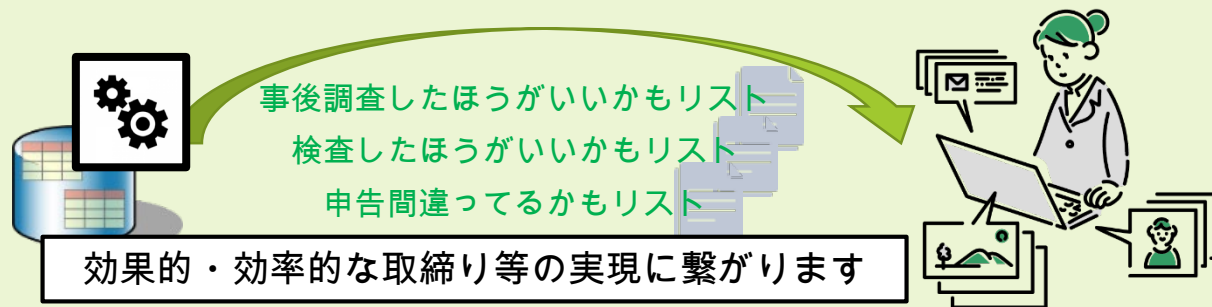 事後調査したほうがいいかもリスト
検査したほうがいいかもリスト
申告間違ってるかもリスト
効果的・効率的な取締り等の実現に繋がります